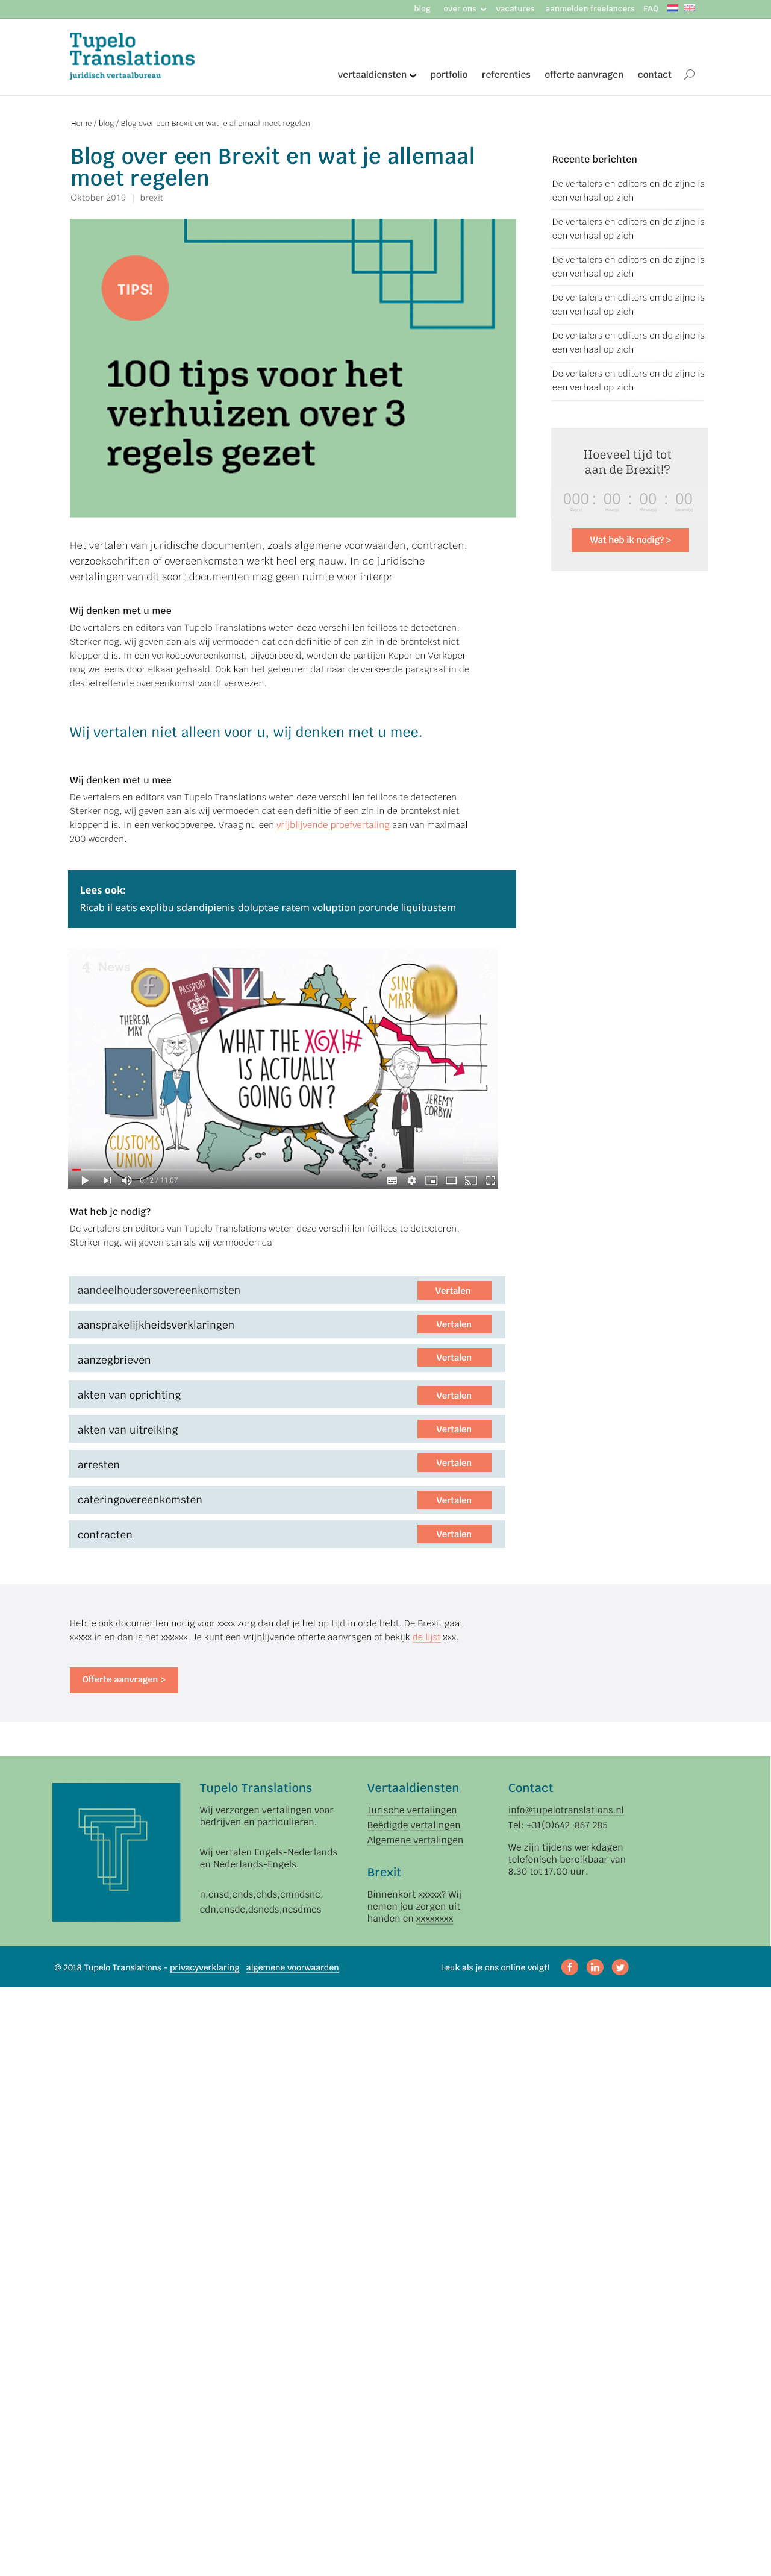 blog over ons vacatures aanmelden freelancers FAQ
Tupelo
Translations
juridisch vertaalbureau
vertaaldiensten portfolio referenties offerte aanvragen contact
Home / blog / Blog over een Brexit en wat je allemaal moet regelen
Blog over een Brexit en wat je allemaal
moet regelen
Oktober 2019 | brexit
TIPS!
100 tips voor het
verhuizen over 3
regels gezet
Het vertalen van juridische documenten, zoals algemene voorwaarden, contracten,
verzoekschriften of overeenkomsten werkt heel erg nauw. In de juridische
vertalingen van dit soort documenten mag geen ruimte voor interpr
Wij denken met u mee
De vertalers en editors van Tupelo Translations weten deze verschillen feilloos te detecteren.
Sterker nog, wij geven aan als wij vermoeden dat een definitie of een zin in de brontekst niet
kloppend is. In een verkoopovereenkomst, bijvoorbeeld, worden de partijen Koper en Verkoper
nog wel eens door elkaar gehaald. Ook kan het gebeuren dat naar de verkeerde paragraaf in de
desbetreffende overeenkomst wordt verwezen.
Wij vertalen niet alleen voor u, wij denken met u mee.
Wij denken met u mee
De vertalers en editors van Tupelo Translations weten deze verschillen feilloos te detecteren.
Sterker nog, wij geven aan als wij vermoeden dat een definitie of een zin in de brontekst niet
kloppend is. In een verkoopoveree. Vraag nu een vrijblijvende proefvertaling aan van maximaal
200 woorden.
Lees ook:
Ricab il eatis explibu sdandipienis doluptae ratem voluption porunde liquibustem
4 News
PASSPORT
THERESA
MAY
WHAT THE X@X!#
IS ACTUALLY
GOING ON?
JEREMY
CORBYN
CUSTOMS
UNION
0:12 / 11:07
Wat heb je nodig?
De vertalers en editors van Tupelo Translations weten deze verschillen feilloos te detecteren.
Sterker nog, wij geven aan als wij vermoeden da
aandeelhoudersovereenkomsten Vertalen
aansprakelijkheidsverklaringen Vertalen
aanzegbrieven Vertalen
akten van oprichting Vertalen
akten van uitreiking Vertalen
arresten Vertalen
cateringovereenkomsten Vertalen
contracten Vertalen
Recente berichten
De vertalers en editors en de zijne is
een verhaal op zich
De vertalers en editors en de zijne is
een verhaal op zich
De vertalers en editors en de zijne is
een verhaal op zich
De vertalers en editors en de zijne is
een verhaal op zich
De vertalers en editors en de zijne is
een verhaal op zich
De vertalers en editors en de zijne is
een verhaal op zich
Hoeveel tijd tot
aan de Brexit!?
000 : 00 : 00 : 00
Wat heb ik nodig? >
Heb je ook documenten nodig voor xxxx zorg dan dat je het op tijd in orde hebt. De Brexit gaat
xxxxx in en dan is het xxxxxx. Je kunt een vrijblijvende offerte aanvragen of bekijk de lijst xxx.
Offerte aanvragen >
Tupelo Translations
Wij verzorgen vertalingen voor
bedrijven en particulieren.
Wij vertalen Engels-Nederlands
en Nederlands-Engels.
n,cnsd,cnds,chds,cmndsnc,
cdn,cnsdc,dsncds,ncsdmcs
Vertaaldiensten
Jurische vertalingen
Beëdigde vertalingen
Algemene vertalingen
Brexit
Binnenkort xxxxx? Wij
nemen jou zorgen uit
handen en xxxxxxxx
Contact
info@tupelotranslations.nl
Tel: +31(0)642 867 285
We zijn tijdens werkdagen
telefonisch bereikbaar van
8.30 tot 17.00 uur.
© 2018 Tupelo Translations - privacyverklaring algemene voorwaarden
Leuk als je ons online volgt!